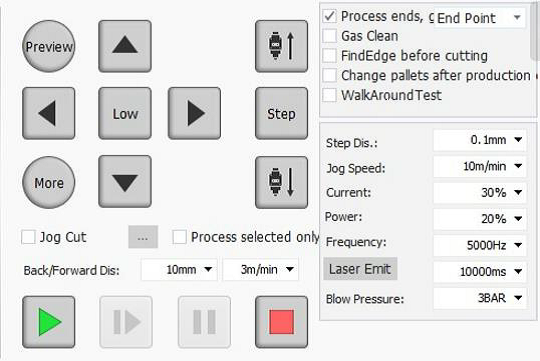 Preview
Low
Step
More
Jog Cut
...
Process selected only
Back/Forward Dis:
10mm
3m/min
Process ends, g
End Point
Gas Clean
FindEdge before cutting
Change pallets after production
WalkAroundTest
Step Dis.:
0.1mm
Jog Speed:
10m/min
Current:
30%
Power:
20%
Frequency:
5000Hz
Laser Emit
10000ms
Blow Pressure:
3BAR